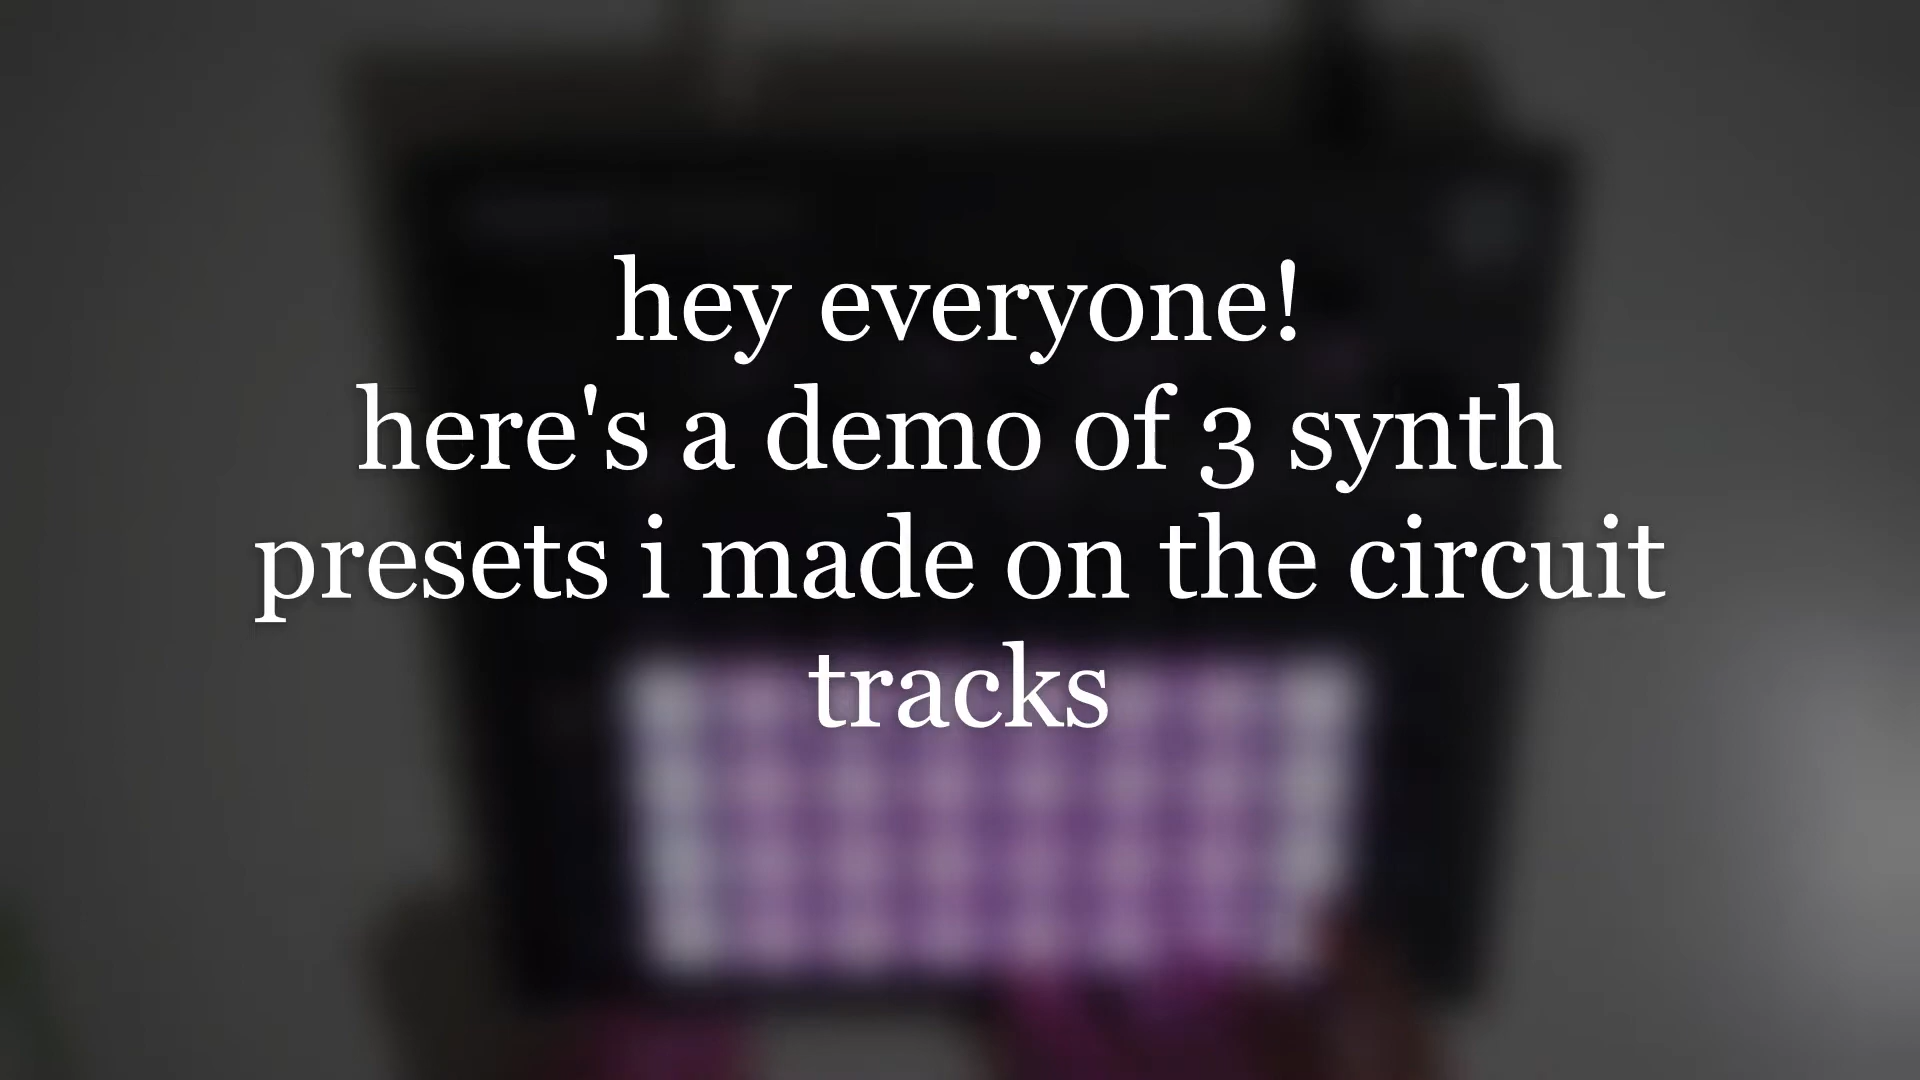 hey everyone!
here's a demo of 3 synth
presets i made on the circuit
tracks